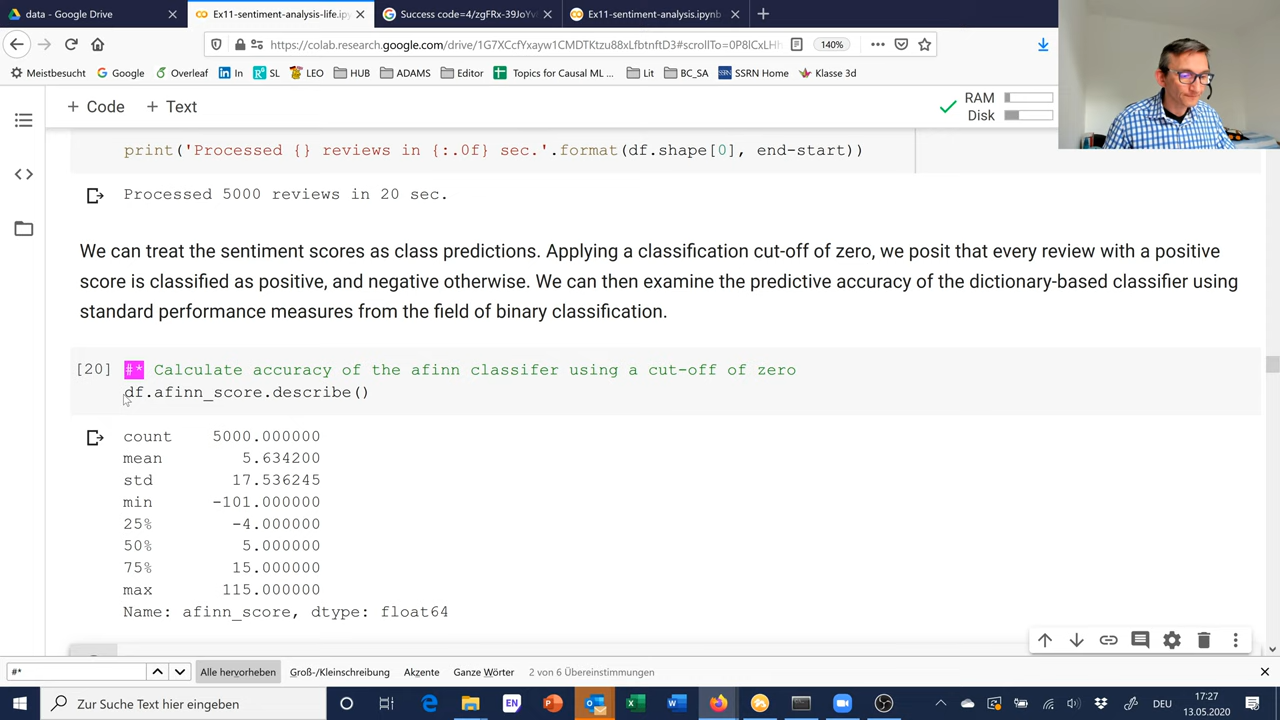 data - Google Drive
Ex11-sentiment-analysis-life.ipy
Success code=4/zgFRx-39JoYv
Ex11-sentiment-analysis.ipynb
https://colab.research.google.com/drive/1G7XCcfYxayw1CMDTKtzu88xLfbtnftD3#scrollTo=0P8lCxLH
140%
Meistbesucht
Google
Overleaf
In
SL
LEO
HUB
ADAMS
Editor
Topics for Causal ML ...
Lit
BC_SA
SSRN Home
Klasse 3d
+ Code + Text
RAM
Disk
print('Processed {} reviews in {:.0f} sec.'.format(df.shape[0], end-start))
Processed 5000 reviews in 20 sec.
We can treat the sentiment scores as class predictions. Applying a classification cut-off of zero, we posit that every review with a positive
score is classified as positive, and negative otherwise. We can then examine the predictive accuracy of the dictionary-based classifier using
standard performance measures from the field of binary classification.
[20] #* Calculate accuracy of the afinn classifer using a cut-off of zero
df.afinn_score.describe()
count 5000.000000
mean 5.634200
std 17.536245
min -101.000000
25% -4.000000
50% 5.000000
75% 15.000000
max 115.000000
Name: afinn_score, dtype: float64
#*
Alle hervorheben
Groß-/Kleinschreibung
Akzente
Ganze Wörter
2 von 6 Übereinstimmungen
Zur Suche Text hier eingeben
EN
DEU
17:27
13.05.2020